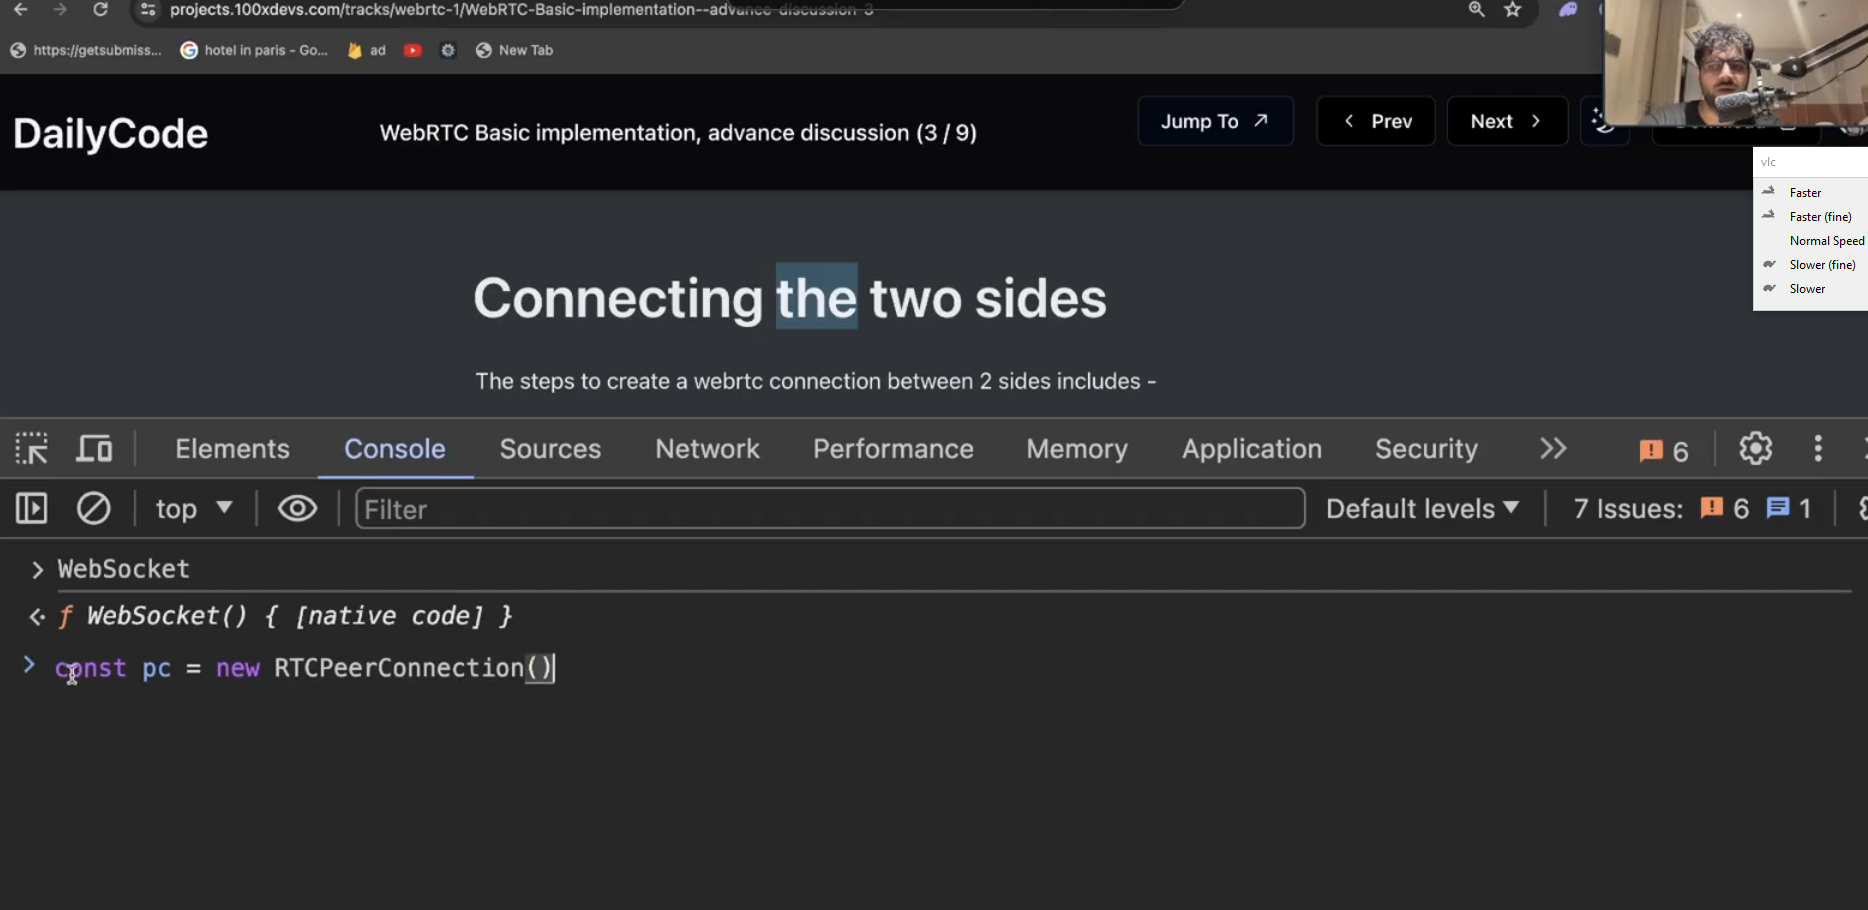 projects.100xdevs.com/tracks/webrtc-1/WebRTC-Basic-implementation--advance-discussion-3
https://getsubmiss... hotel in paris - Go... ad New Tab
DailyCode
WebRTC Basic implementation, advance discussion (3 / 9)
Jump To
Prev
Next
vlc
Faster
Faster (fine)
Normal Speed
Slower (fine)
Slower
Connecting the two sides
The steps to create a webrtc connection between 2 sides includes -
Elements Console Sources Network Performance Memory Application Security 6
top Filter Default levels 7 Issues: 6 1
> WebSocket
f WebSocket() { [native code] }
> const pc = new RTCPeerConnection()